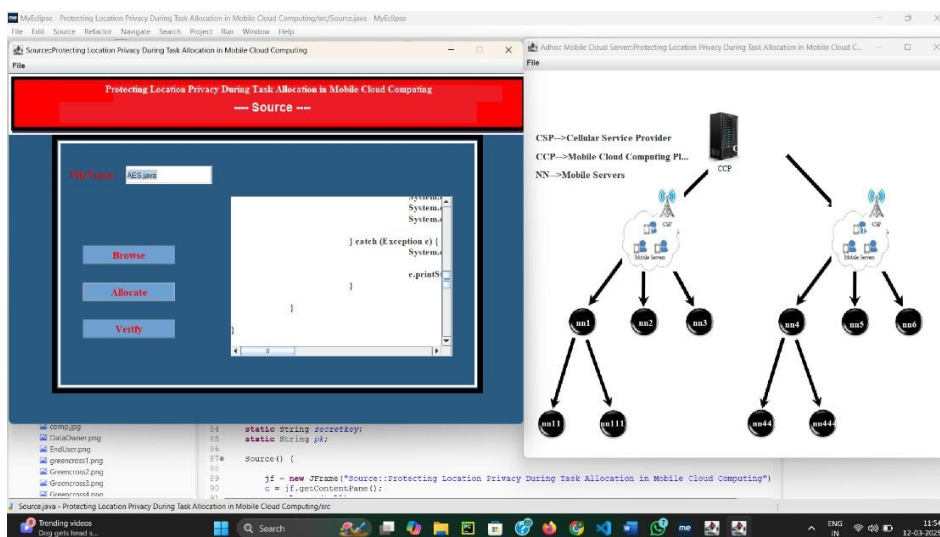 MyEclipse - Protecting Location Privacy During Task Allocation in Mobile Cloud Computing/src/Source.java - MyEclipse
File Edit Source Refactor Navigate Search Project Run Window Help
Source::Protecting Location Privacy During Task Allocation in Mobile Cloud Computing
File
Protecting Location Privacy During Task Allocation in Mobile Cloud Computing
---- Source ----
FileName :
AES.java
Browse
Allocate
Verify
System.
System.
} catch (Exception e) {
System.
e.printS
}
}
}
Adhoc Mobile Cloud Server::Protecting Location Privacy During Task Allocation in Mobile Cloud C...
File
CSP-->Cellular Service Provider
CCP-->Mobile Cloud Computing Pl...
NN-->Mobile Servers
CCP
CSP
Mobile Servers
CSP
Mobile Servers
nn1
nn2
nn3
nn4
nn5
nn6
nn11
nn111
nn44
nn444
comp.jpg
DataOwner.png
EndUser.png
greencross1.png
Greencross2.png
Greencross3.png
Greencross4.png
84 static String secretkey;
85 static String pk;
86
87 Source() {
88
89 jf = new JFrame("Source::Protecting Location Privacy During Task Allocation in Mobile Cloud Computing")
90 c = jf.getContentPane();
Source.java - Protecting Location Privacy During Task Allocation in Mobile Cloud Computing/src
Trending videos
Dog gets head s...
Search
ENG
IN
11:54
12-03-2025